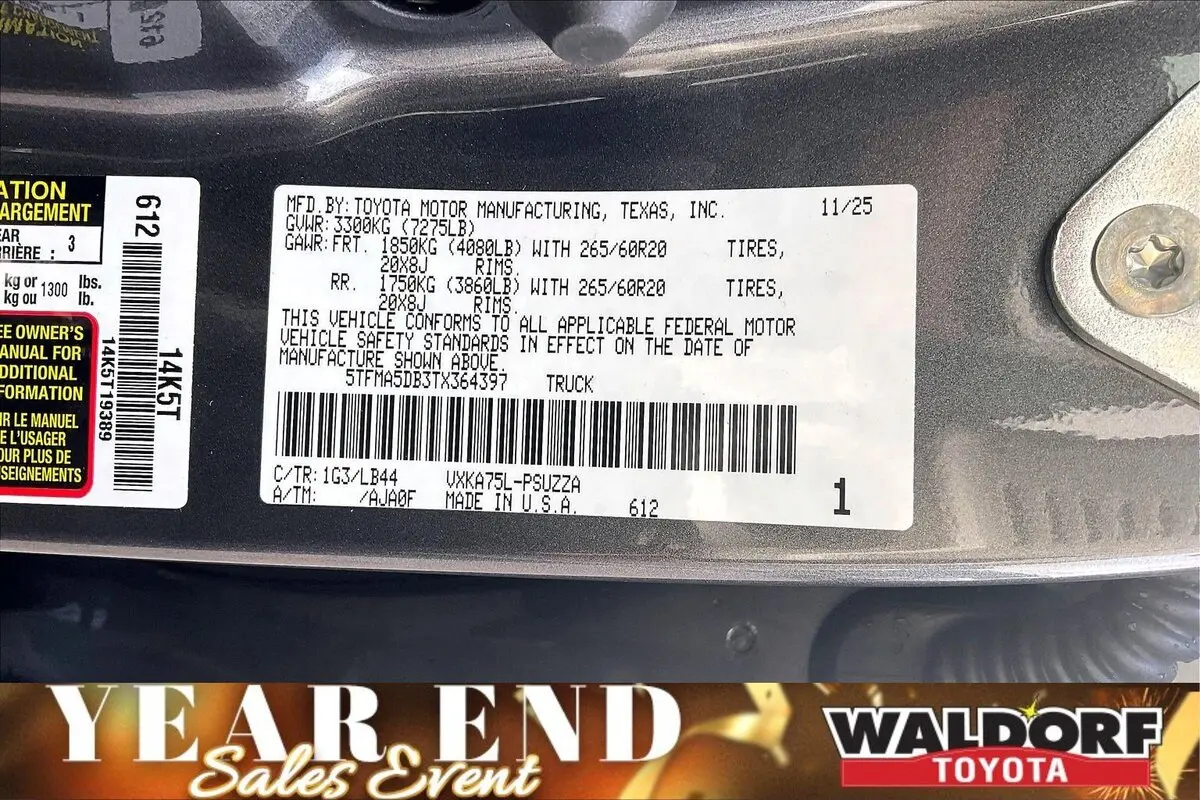 ATION
ARGEMENT
EAR
RRIÈRE : 3
kg or 1300 lbs.
kg ou lb.
EE OWNER'S
ANUAL FOR
DDITIONAL
FORMATION
IR LE MANUEL
E L'USAGER
OUR PLUS DE
SEIGNEMENTS
612
14K5T
14K5T19389
MFD. BY: TOYOTA MOTOR MANUFACTURING, TEXAS, INC. 11/25
GVWR: 3300KG (7275LB)
GAWR: FRT. 1850KG (4080LB) WITH 265/60R20 TIRES,
20X8J RIMS.
RR. 1750KG (3860LB) WITH 265/60R20 TIRES,
20X8J RIMS.
THIS VEHICLE CONFORMS TO ALL APPLICABLE FEDERAL MOTOR
VEHICLE SAFETY STANDARDS IN EFFECT ON THE DATE OF
MANUFACTURE SHOWN ABOVE.
5TFMA5DB3TX364397 TRUCK
C/TR: 1G3/LB44 VXKA75L-PSUZZA
A/TM: /AJA0F MADE IN U.S.A. 612
1
YEAR END
Sales Event
WALDORF
TOYOTA